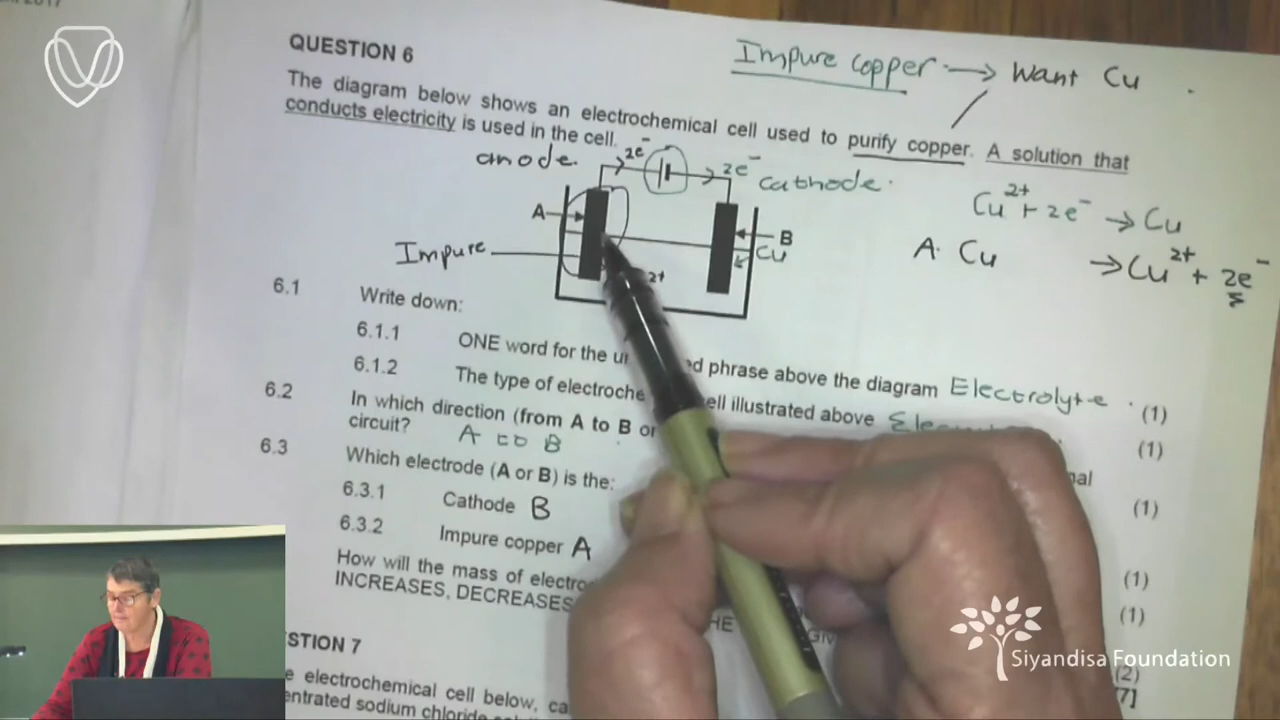 2017
QUESTION 6
Impure copper → Want Cu
The diagram below shows an electrochemical cell used to purify copper. A solution that
conducts electricity is used in the cell.
anode.
2e⁻
2e⁻
cathode.
Cu²⁺ + 2e⁻ → Cu
A
B
A: Cu → Cu²⁺ + 2e⁻
Impure
Cu
2+
6.1 Write down:
6.1.1 ONE word for the phrase above the diagram Electrolyte. (1)
6.1.2 The type of illustrated above (1)
6.2 In which direction (from A to B or
circuit? A to B (1)
6.3 Which electrode (A or B) is the:
6.3.1 Cathode B (1)
6.3.2 Impure copper A (1)
How will the mass of
INCREASES, DECREASES
(2)
[7]
STION 7
electrochemical cell below,
sodium chloride
Siyandisa Foundation